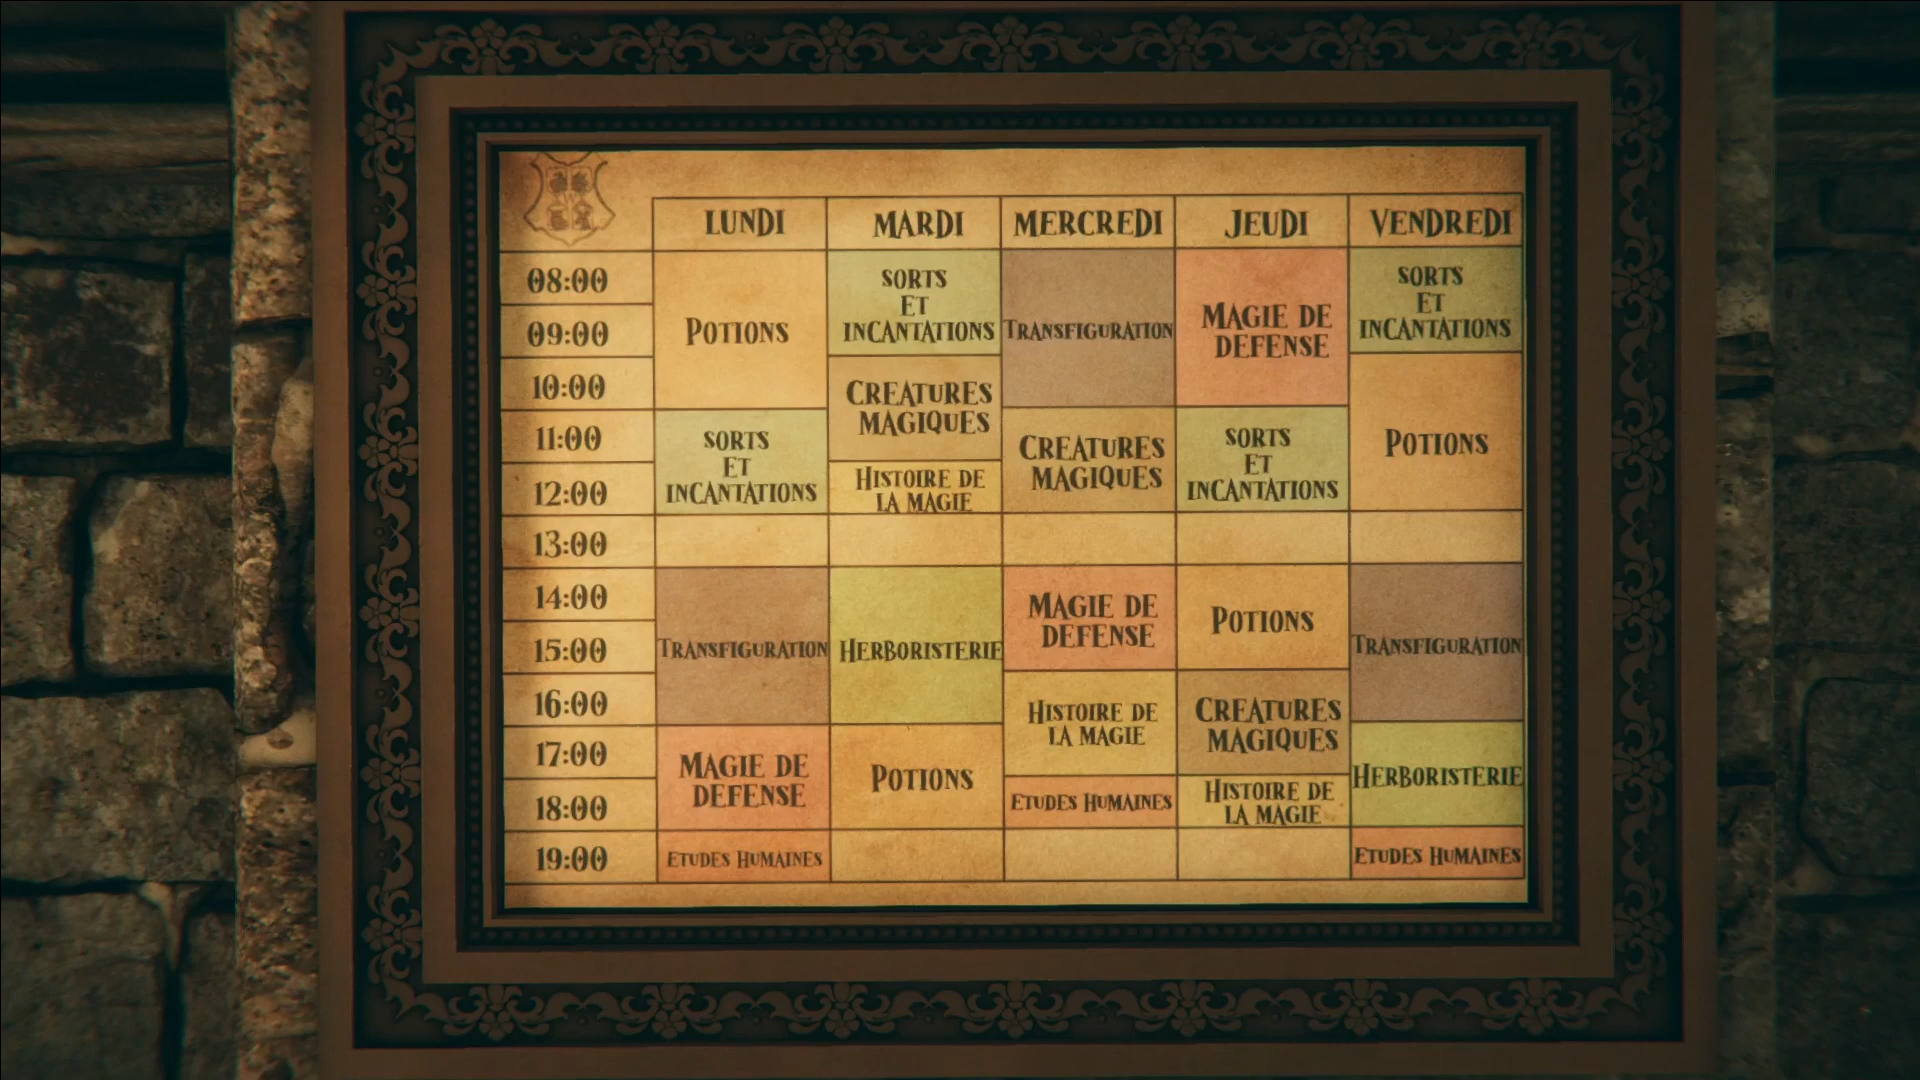 LUNDI MARDI MERCREDI JEUDI VENDREDI
08:00
09:00
10:00
11:00
12:00
13:00
14:00
15:00
16:00
17:00
18:00
19:00
POTIONS
SORTS
ET
INCANTATIONS
TRANSFIGURATION
MAGIE DE
DEFENSE
ETUDES HUMAINES
SORTS
ET
INCANTATIONS
CREATURES
MAGIQUES
HISTOIRE DE
LA MAGIE
HERBORISTERIE
POTIONS
TRANSFIGURATION
CREATURES
MAGIQUES
MAGIE DE
DEFENSE
HISTOIRE DE
LA MAGIE
ETUDES HUMAINES
MAGIE DE
DEFENSE
SORTS
ET
INCANTATIONS
POTIONS
CREATURES
MAGIQUES
HISTOIRE DE
LA MAGIE
SORTS
ET
INCANTATIONS
POTIONS
TRANSFIGURATION
HERBORISTERIE
ETUDES HUMAINES